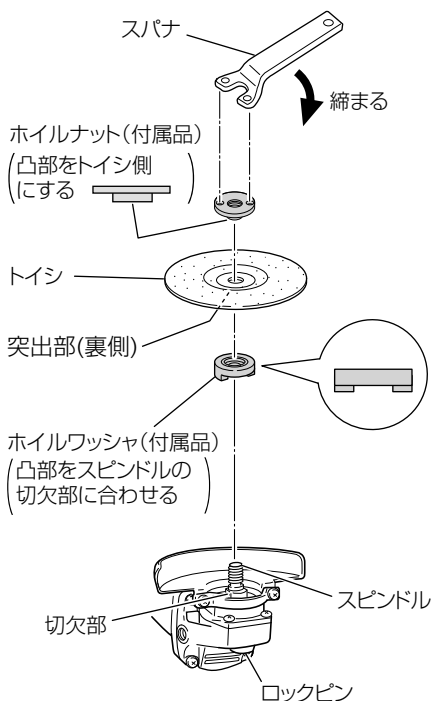 スパナ
締まる
ホイルナット(付属品)
凸部をトイシ側
にする
トイシ
突出部(裏側)
ホイルワッシャ(付属品)
凸部をスピンドルの
切欠部に合わせる
スピンドル
切欠部
ロックピン